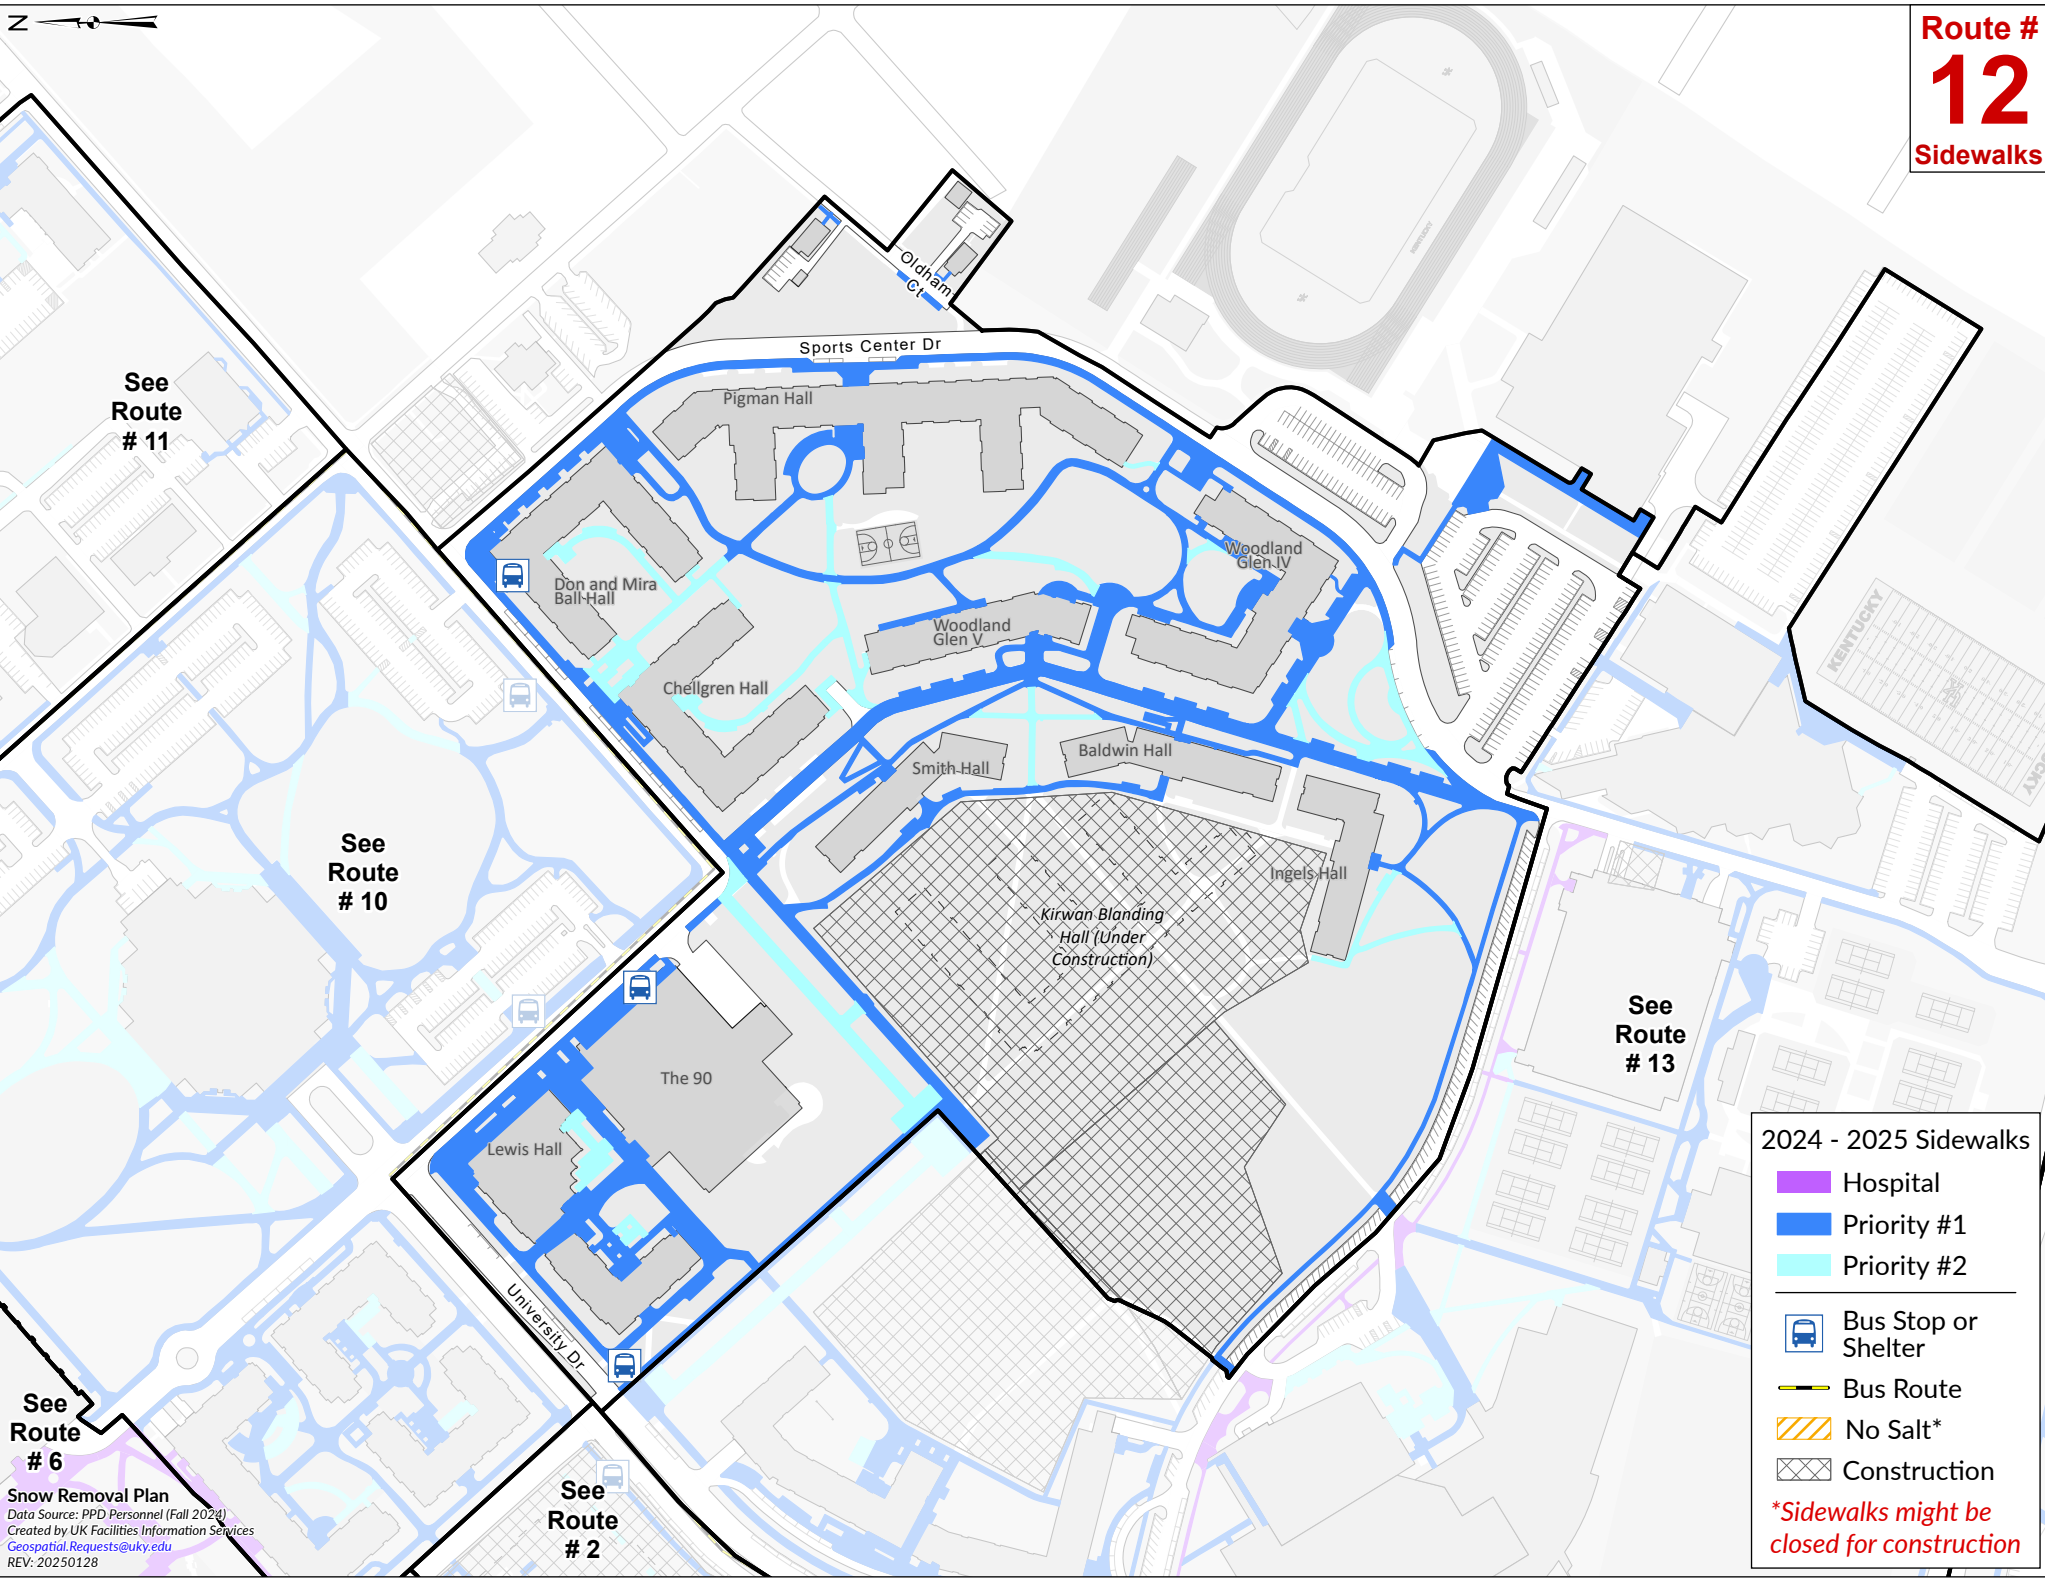 N
Route #
12
Sidewalks
KENTUCKY
Oldham
Ct
Sports Center Dr
See
Route
# 11
Pigman Hall
Woodland
Glen IV
Don and Mira
Ball Hall
Woodland
Glen V
KENTUCKY
Chellgren Hall
Baldwin Hall
Smith Hall
See
Route
# 10
Ingels Hall
Kirwan Blanding
Hall (Under
Construction)
See
Route
# 13
The 90
Lewis Hall
University Dr
2024 - 2025 Sidewalks
Hospital
Priority #1
Priority #2
Bus Stop or
Shelter
Bus Route
No Salt*
Construction
*Sidewalks might be
closed for construction
See
Route
# 6
See
Route
# 2
Snow Removal Plan
Data Source: PPD Personnel (Fall 2024)
Created by UK Facilities Information Services
Geospatial.Requests@uky.edu
REV: 20250128